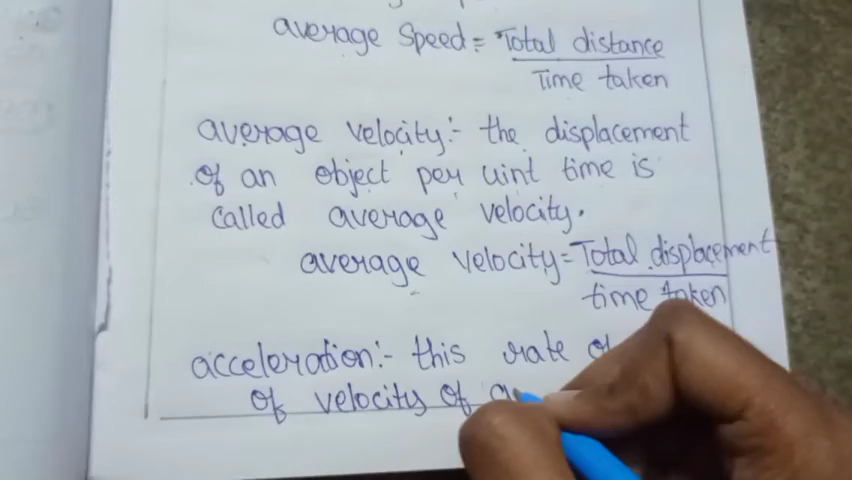 average Speed = Total distance
Time taken
average velocity:- the displacement
of an object per uint time is
called average velocity.
average velocity = Total displacement
time taken
acceleration:- this rate of
of velocity of